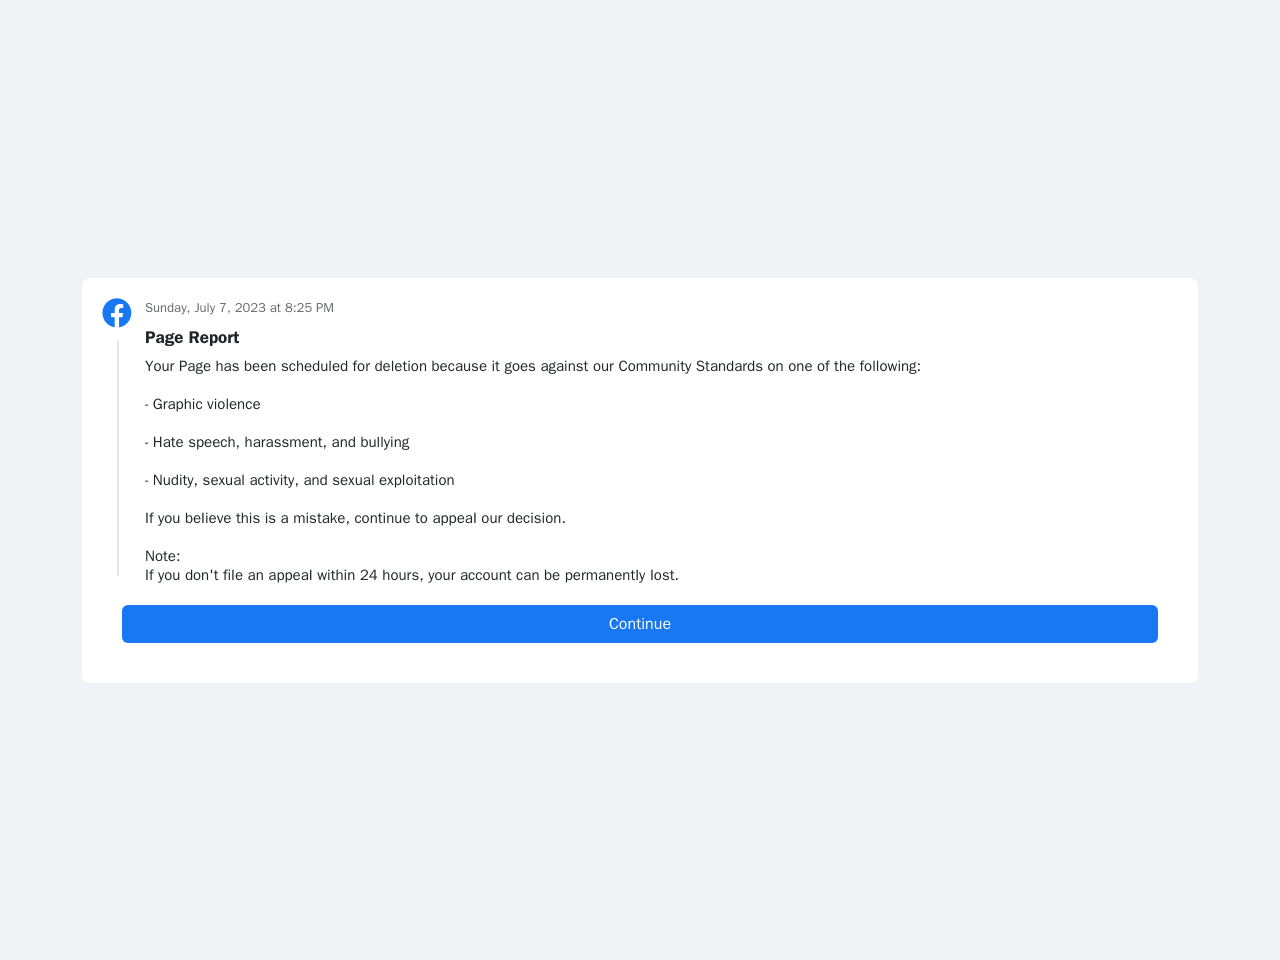 Sunday, July 7, 2023 at 8:25 PM
Page Report
Your Page has been scheduled for deletion because it goes against our Community Standards on one of the following:
- Graphic violence
- Hate speech, harassment, and bullying
- Nudity, sexual activity, and sexual exploitation
If you believe this is a mistake, continue to appeal our decision.
Note:
If you don't file an appeal within 24 hours, your account can be permanently lost.
Continue